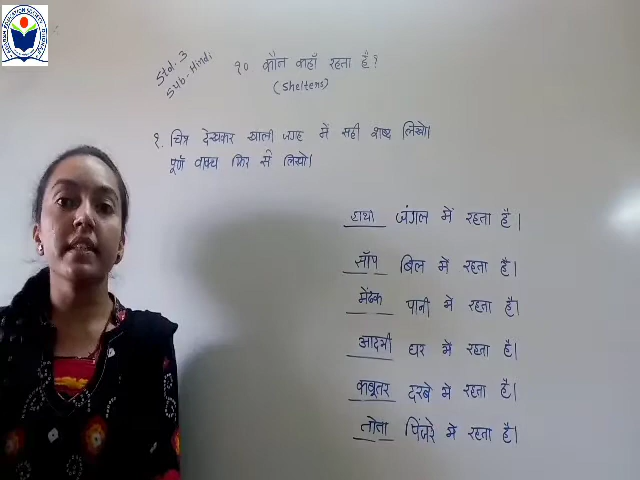 Std. 3
Sub-Hindi
१० कौन कहाँ रहता है?
(Shelters)
१. चित्र देखकर खाली जगह में सही शब्द लिखो।
पूर्ण वाक्य फिर से लिखो।
हाथी जंगल में रहता है।
साँप बिल में रहता है।
मेंढक पानी में रहता है।
आदमी घर में रहता है।
कबूतर दरबे में रहता है।
तोता पिंजरे में रहता है।